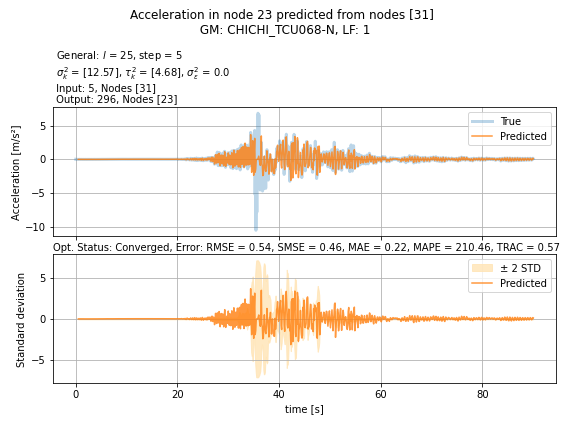 Acceleration in node 23 predicted from nodes [31]
GM: CHICHI_TCU068-N, LF: 1
General: l = 25, step = 5
σ²_k = [12.57], τ²_k = [4.68], σ²_ε = 0.0
Input: 5, Nodes [31]
Output: 296, Nodes [23]
Acceleration [m/s²]
5
0
−5
−10
True
Predicted
Opt. Status: Converged, Error: RMSE = 0.54, SMSE = 0.46, MAE = 0.22, MAPE = 210.46, TRAC = 0.57
Standard deviation
5
0
−5
± 2 STD
Predicted
0 20 40 60 80
time [s]